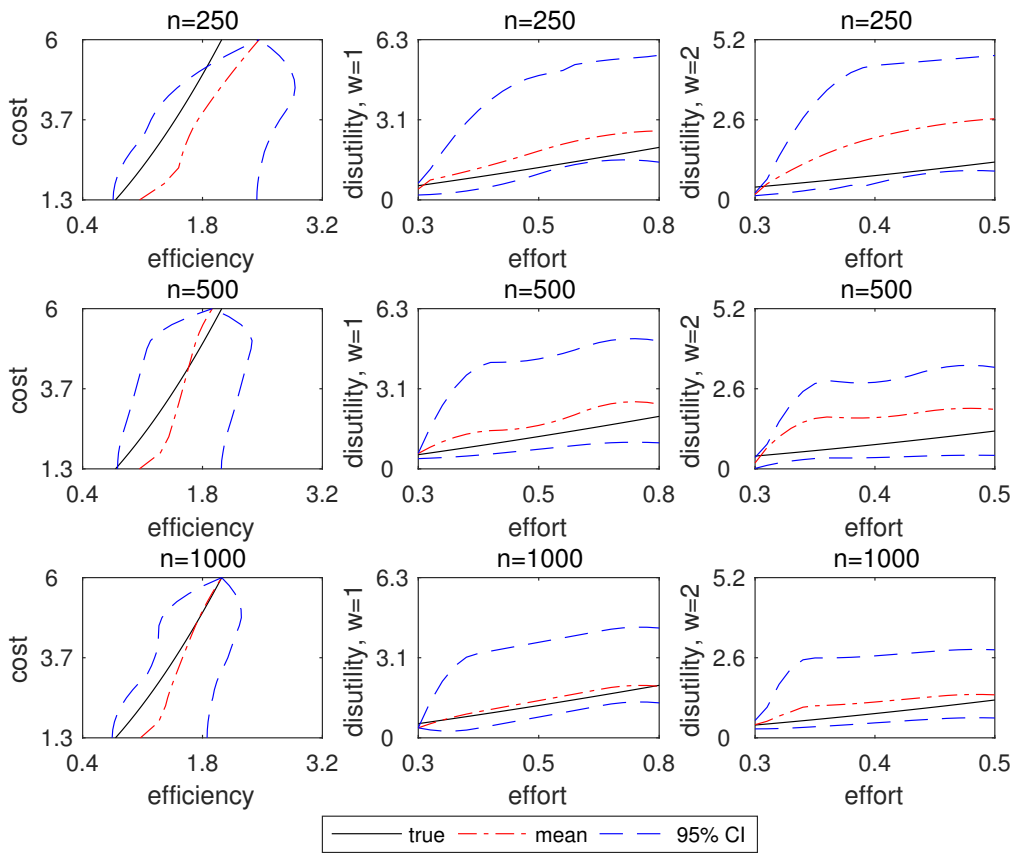 n=250
cost
6
3.7
1.3
0.4
1.8
3.2
efficiency
n=250
disutility, w=1
6.3
3.1
0
0.3
0.5
0.8
effort
n=250
disutility, w=2
5.2
2.6
0
0.3
0.4
0.5
effort
n=500
cost
6
3.7
1.3
0.4
1.8
3.2
efficiency
n=500
disutility, w=1
6.3
3.1
0
0.3
0.5
0.8
effort
n=500
disutility, w=2
5.2
2.6
0
0.3
0.4
0.5
effort
n=1000
cost
6
3.7
1.3
0.4
1.8
3.2
efficiency
n=1000
disutility, w=1
6.3
3.1
0
0.3
0.5
0.8
effort
n=1000
disutility, w=2
5.2
2.6
0
0.3
0.4
0.5
effort
true
mean
95% CI